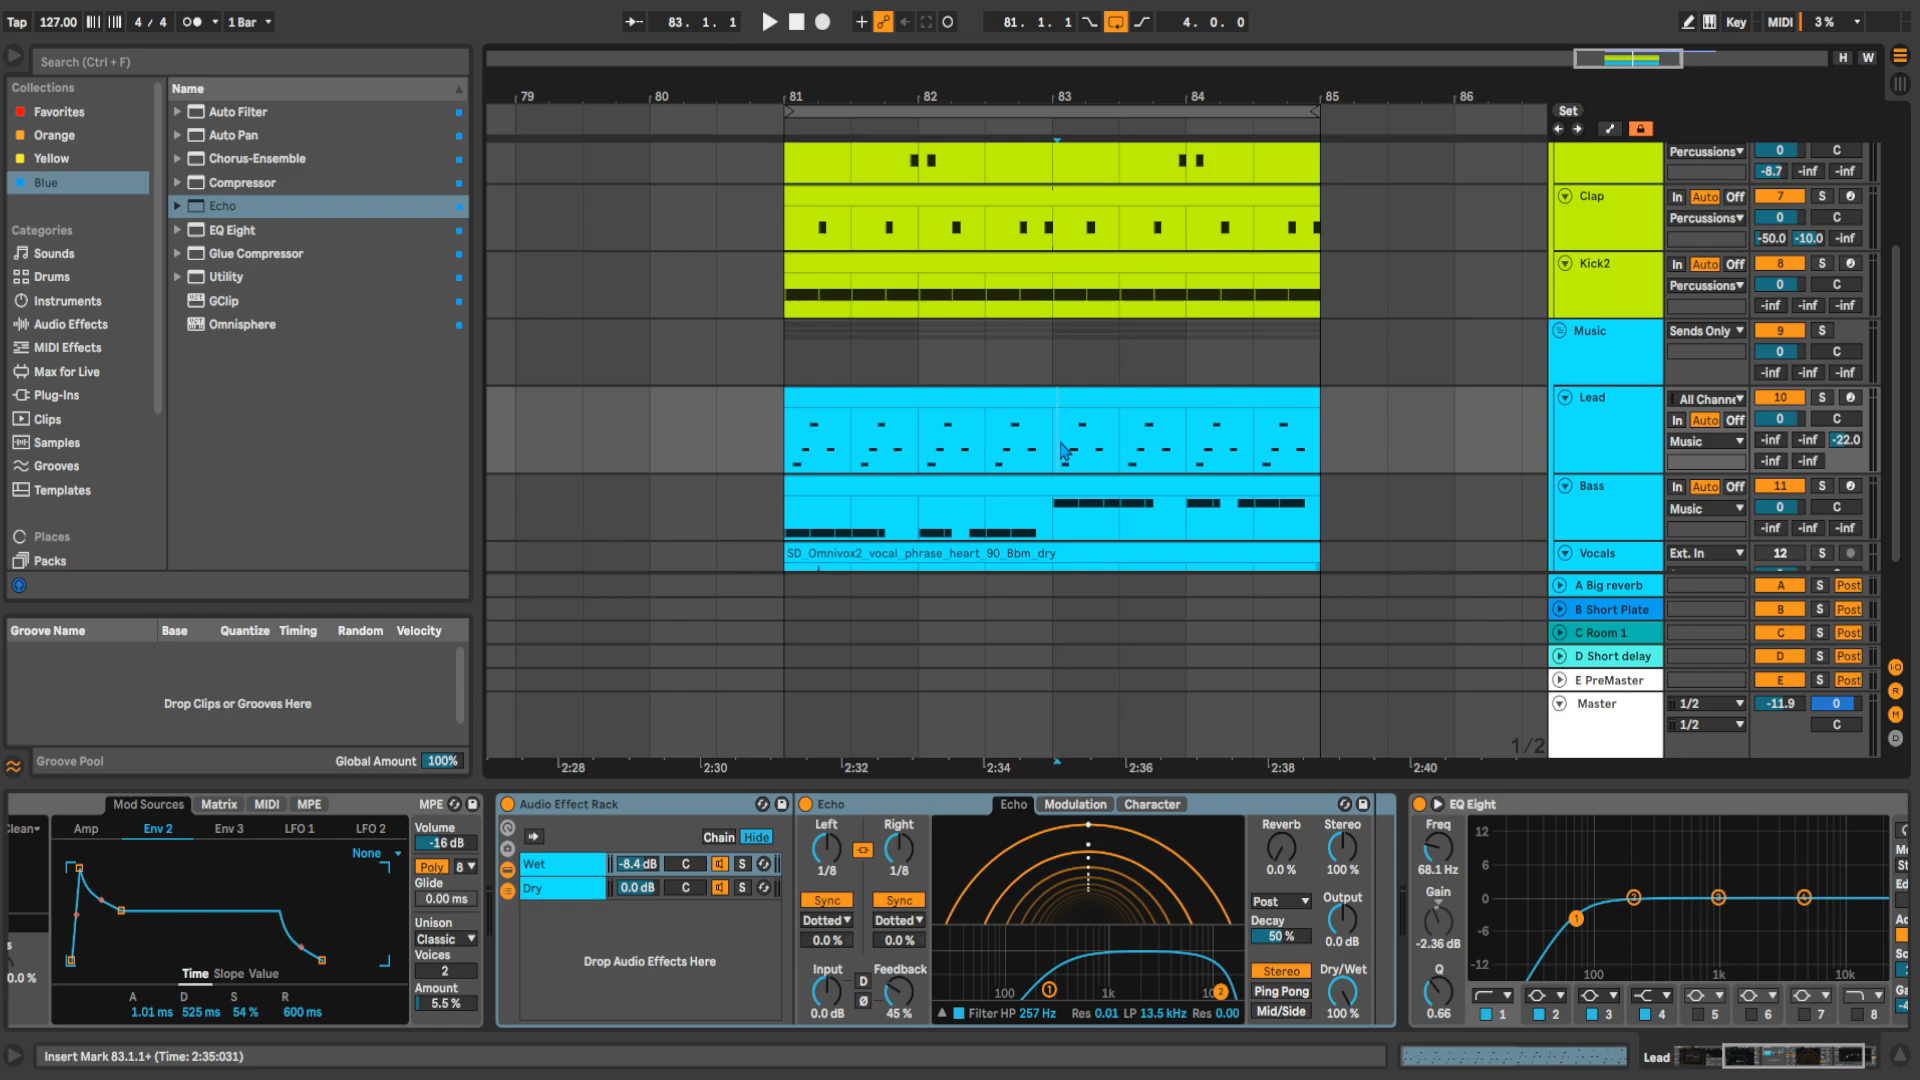 Tap 127.00 4 / 4 1 Bar 83. 1. 1 81. 1. 1 4. 0. 0 Key MIDI 3 %
Search (Ctrl + F)
H W
Collections
Name
Favorites
Orange
Yellow
Blue
Auto Filter
Auto Pan
Chorus-Ensemble
Compressor
Echo
EQ Eight
Glue Compressor
Utility
GClip
Omnisphere
Categories
Sounds
Drums
Instruments
Audio Effects
MIDI Effects
Max for Live
Plug-Ins
Clips
Samples
Grooves
Templates
Places
Packs
79 80 81 82 83 84 85 86
Set
Percussions 0 C
-8.7 -inf -inf
Clap In Auto Off 7 S
Percussions 0 C
-50.0 -10.0 -inf
Kick2 In Auto Off 8 S
Percussions 0 C
-inf -inf -inf
Music Sends Only 9 S
0 C
-inf -inf -inf
Lead All Channe 10 S
In Auto Off 0 C
Music -inf -inf -22.0
-inf -inf
Bass In Auto Off 11 S
Music 0 C
-inf -inf -inf
SD_Omnivox2_vocal_phrase_heart_90_Bbm_dry
Vocals Ext. In 12 S
A Big reverb A S Post
B Short Plate B S Post
C Room 1 C S Post
D Short delay D S Post
E PreMaster E S Post
Master 1/2 -11.9 0
1/2 C
1/2
2:28 2:30 2:32 2:34 2:36 2:38 2:40
Groove Name Base Quantize Timing Random Velocity
Drop Clips or Grooves Here
Groove Pool Global Amount 100%
Mod Sources Matrix MIDI MPE MPE
Amp Env 2 Env 3 LFO 1 LFO 2
None
Time Slope Value
A D S R
1.01 ms 525 ms 54 % 600 ms
Volume
-16 dB
Poly 8
Glide
0.00 ms
Unison
Classic
Voices
2
Amount
5.5 %
0.0 %
Audio Effect Rack
Chain Hide
Wet -8.4 dB C S
Dry 0.0 dB C S
Drop Audio Effects Here
Echo Echo Modulation Character
Left Right
1/8 1/8
Sync Sync
Dotted Dotted
0.0 % 0.0 %
Input D Feedback
Ø
0.0 dB 45 %
1 2
100 1k
Filter HP 257 Hz Res 0.01 LP 13.5 kHz Res 0.00
Reverb Stereo
0.0 % 100 %
Post Output
Decay
50 % 0.0 dB
Stereo Dry/Wet
Ping Pong
Mid/Side 100 %
EQ Eight
Freq
68.1 Hz
Gain
-2.36 dB
Q
0.66
12
6
0
-6
-12
1 2 3 4
100 1k 10k
1 2 3 4 5 6 7 8
Insert Mark 83.1.1+ (Time: 2:35:031)
Lead